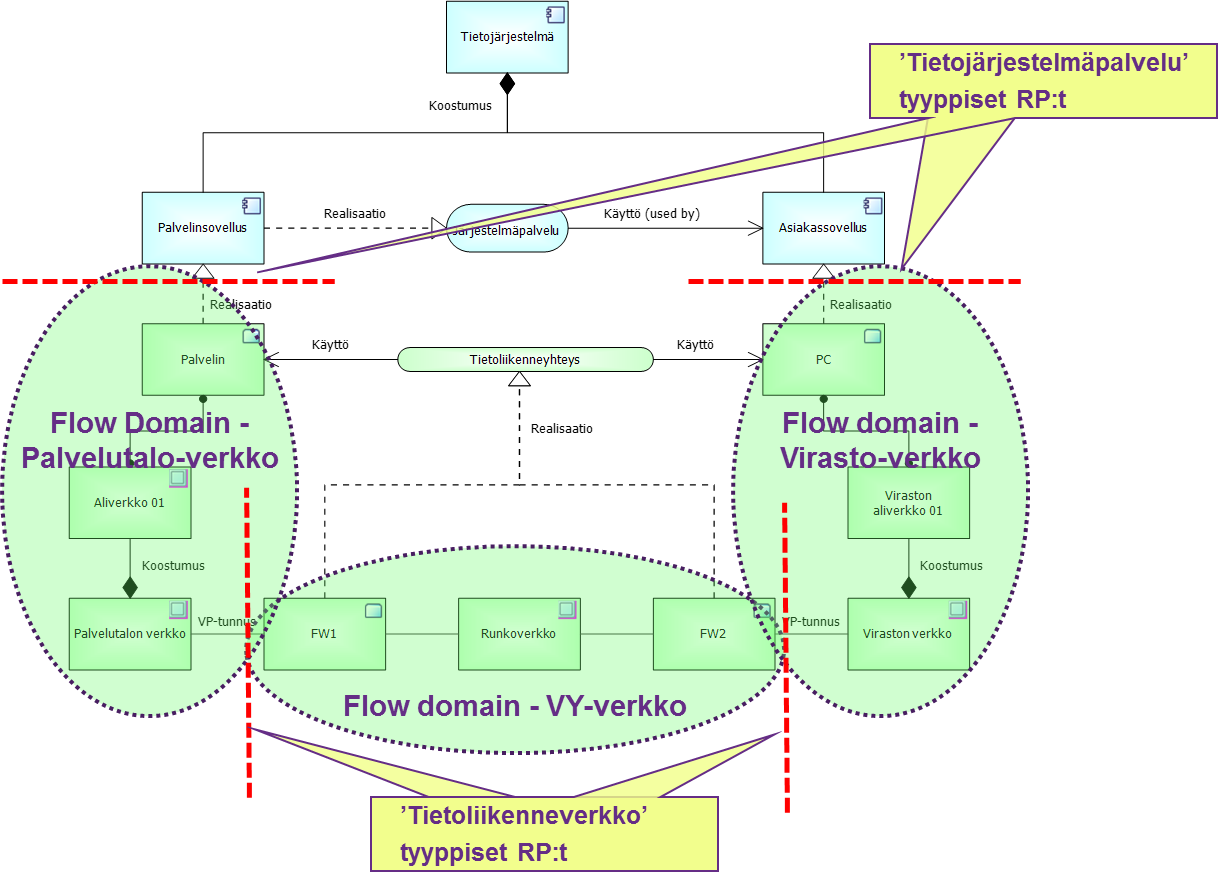 Tietojärjestelmä
’Tietojärjestelmäpalvelu’
tyyppiset RP:t
Koostumus
Palvelinsovellus
Realisaatio
Järjestelmäpalvelu
Käyttö (used by)
Asiakassovellus
Realisaatio
Realisaatio
Palvelin
Käyttö
Tietoliikenneyhteys
Käyttö
PC
Flow Domain -
Palvelutalo-verkko
Realisaatio
Flow domain -
Virasto-verkko
Aliverkko 01
Viraston
aliverkko 01
Koostumus
Koostumus
Palvelutalon verkko
VP-tunnus
FW1
Runkoverkko
FW2
VP-tunnus
Viraston verkko
Flow domain - VY-verkko
’Tietoliikenneverkko’
tyyppiset RP:t